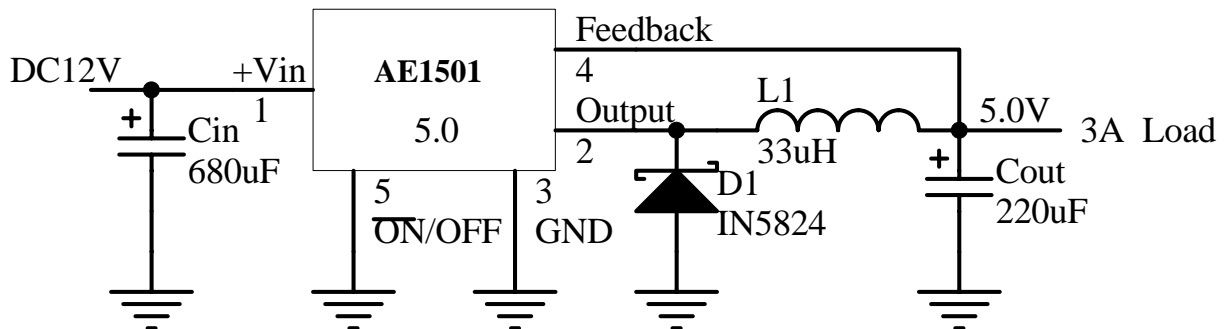 Feedback
DC12V
+Vin
AE1501
4
L1
1
Output
5.0V
+
Cin
5.0
3A Load
680uF
2
33uH
+
5
3
D1
Cout
ON/OFF
GND
IN5824
220uF